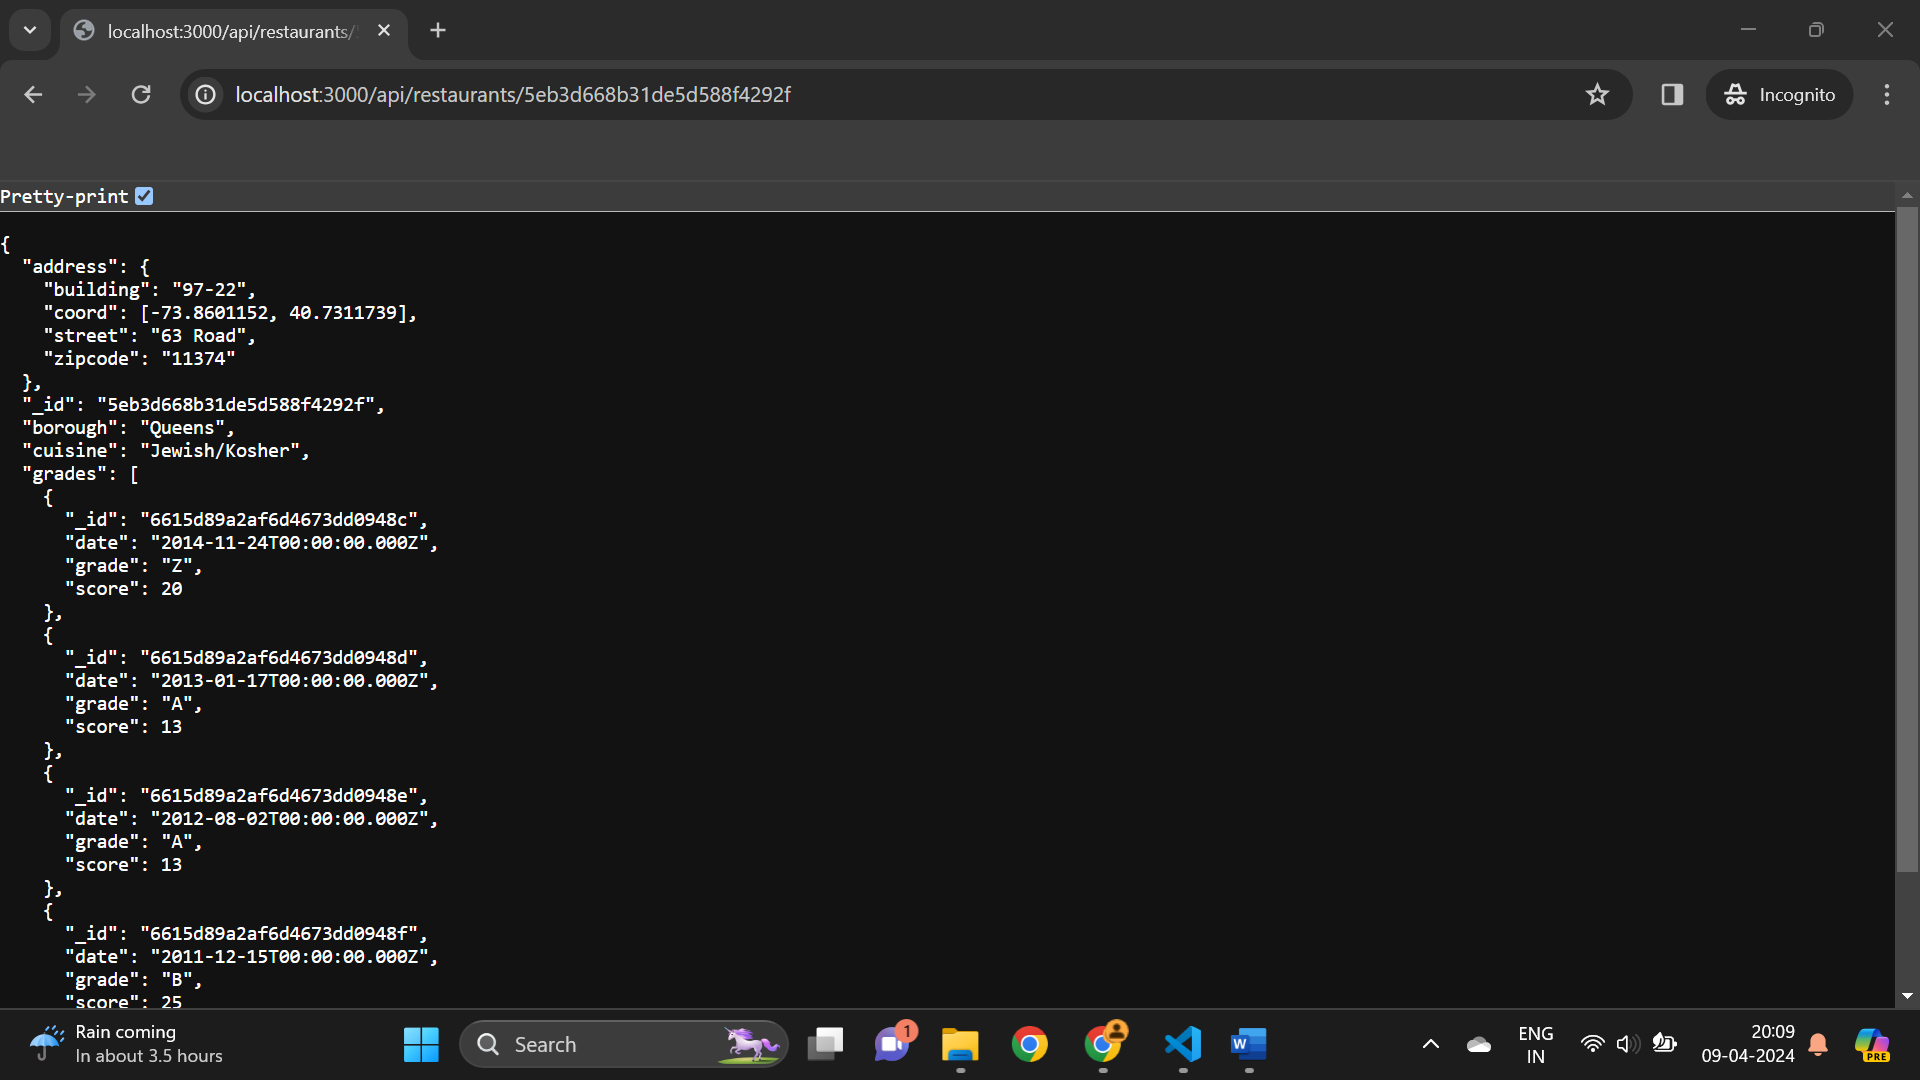 localhost:3000/api/restaurants/
localhost:3000/api/restaurants/5eb3d668b31de5d588f4292f
Incognito
Pretty-print
{
  "address": {
    "building": "97-22",
    "coord": [-73.8601152, 40.7311739],
    "street": "63 Road",
    "zipcode": "11374"
  },
  "_id": "5eb3d668b31de5d588f4292f",
  "borough": "Queens",
  "cuisine": "Jewish/Kosher",
  "grades": [
    {
      "_id": "6615d89a2af6d4673dd0948c",
      "date": "2014-11-24T00:00:00.000Z",
      "grade": "Z",
      "score": 20
    },
    {
      "_id": "6615d89a2af6d4673dd0948d",
      "date": "2013-01-17T00:00:00.000Z",
      "grade": "A",
      "score": 13
    },
    {
      "_id": "6615d89a2af6d4673dd0948e",
      "date": "2012-08-02T00:00:00.000Z",
      "grade": "A",
      "score": 13
    },
    {
      "_id": "6615d89a2af6d4673dd0948f",
      "date": "2011-12-15T00:00:00.000Z",
      "grade": "B",
      "score": 25
Rain coming
In about 3.5 hours
Search
1
W
ENG
IN
20:09
09-04-2024
PRE